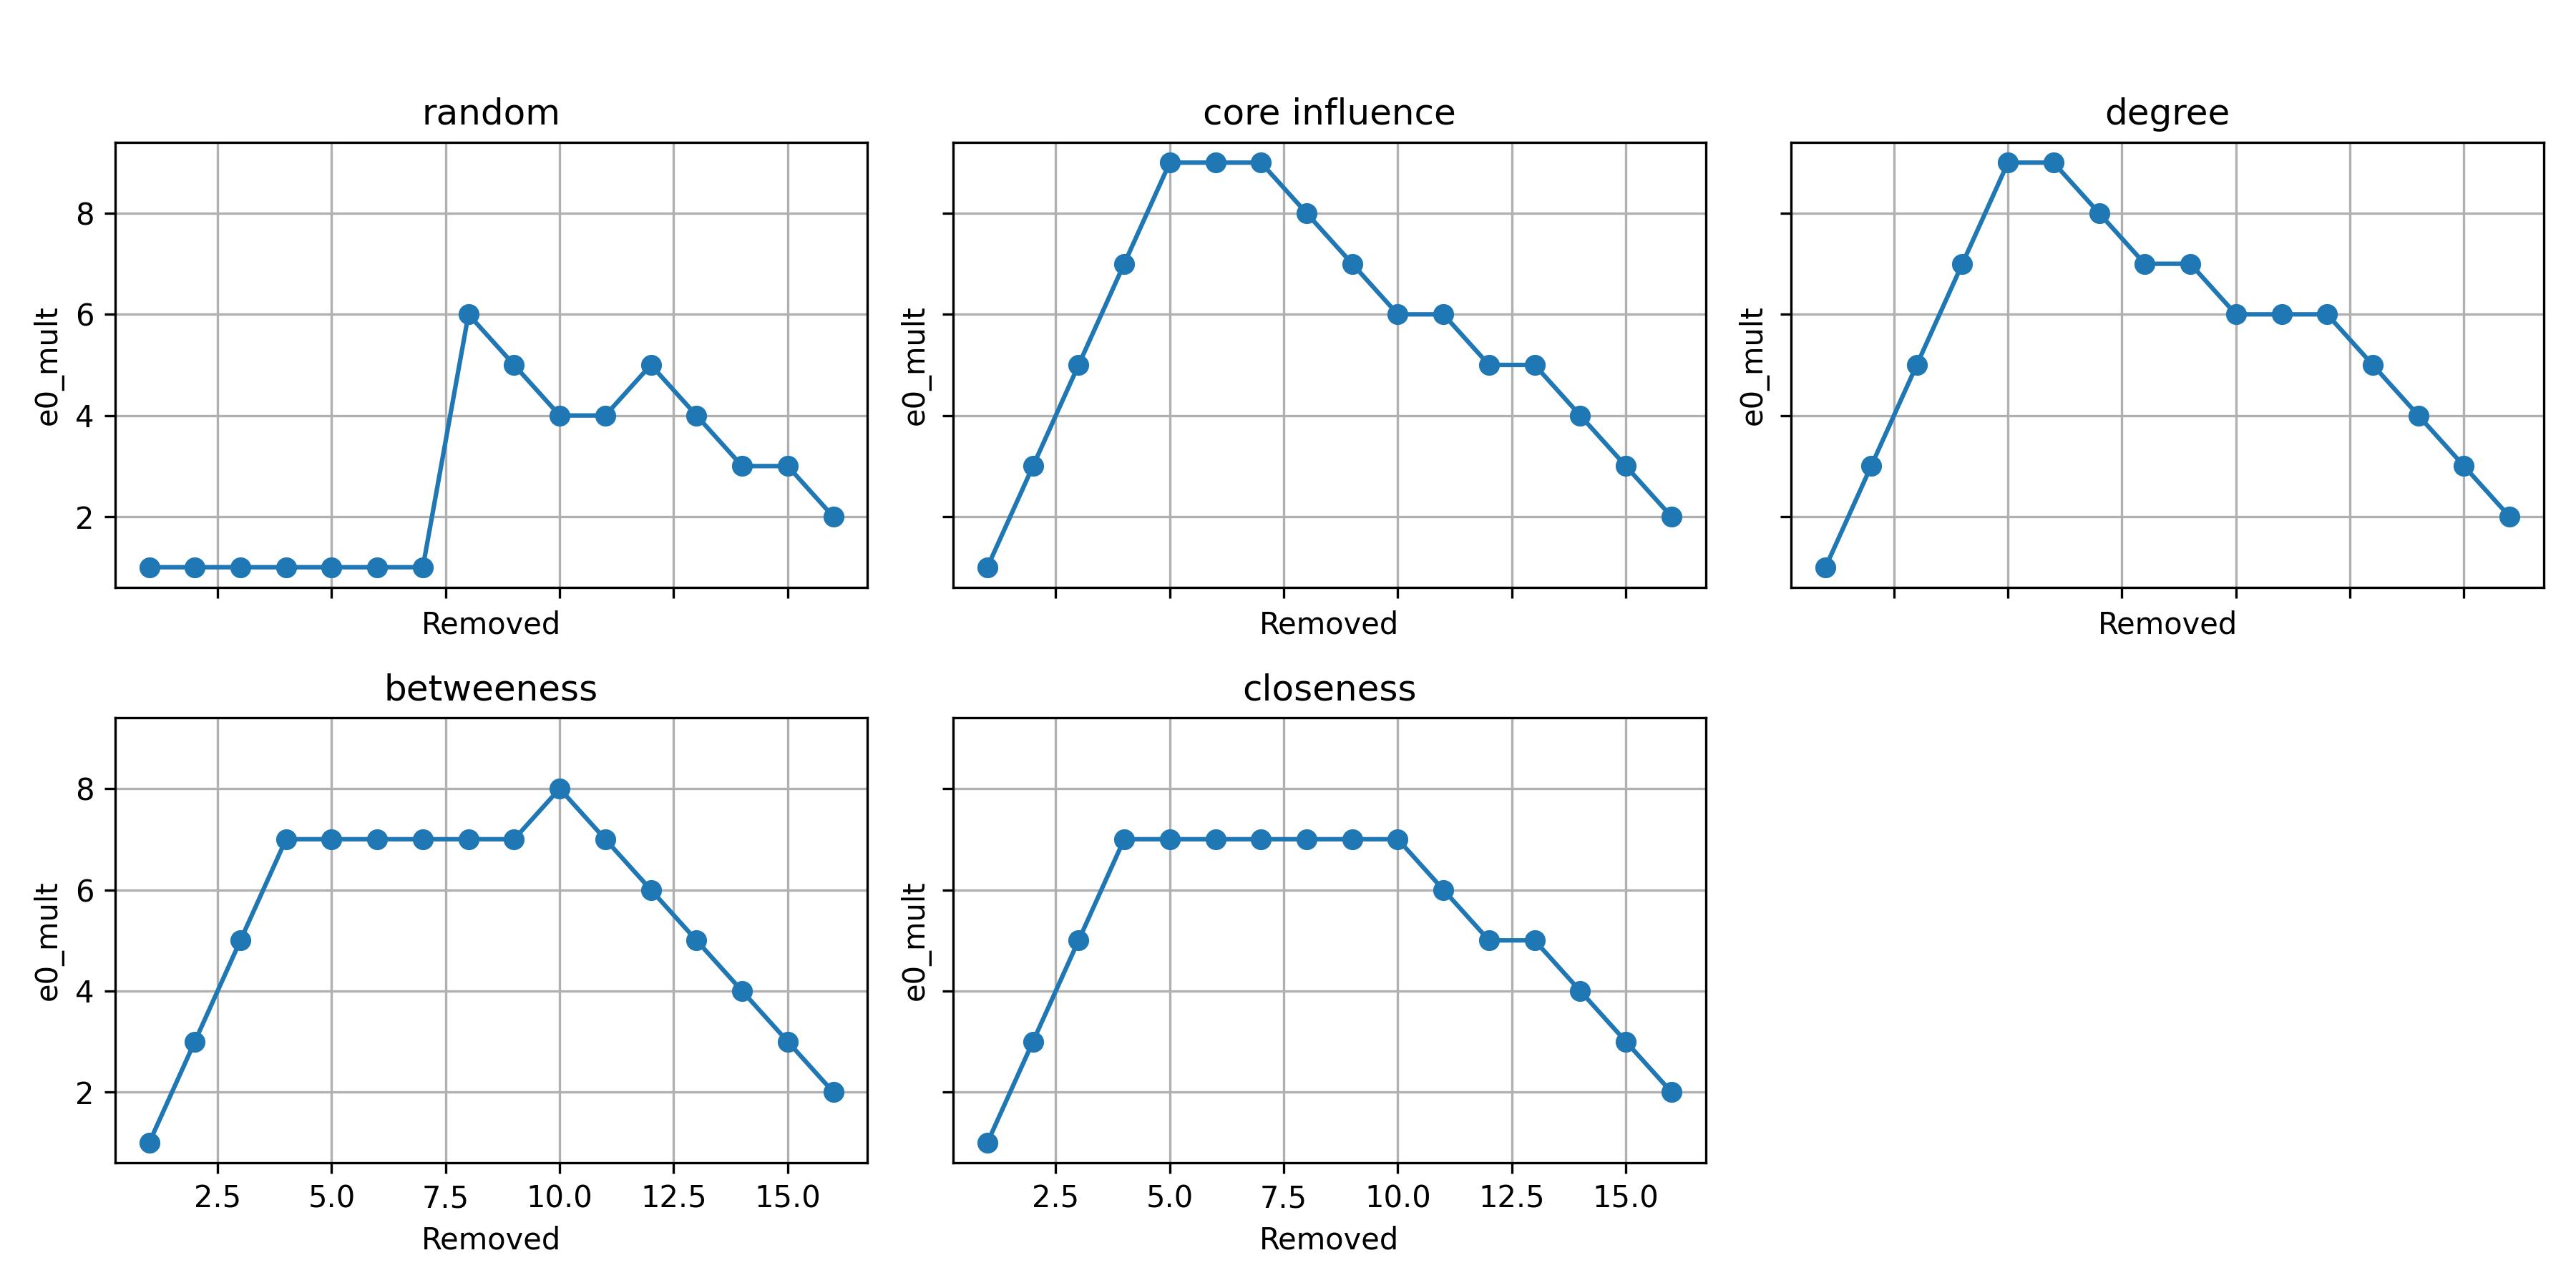 random
core influence
degree
8
6
4
2
e0_mult
e0_mult
e0_mult
Removed
Removed
Removed
betweeness
closeness
8
6
4
2
e0_mult
e0_mult
2.5 5.0 7.5 10.0 12.5 15.0
2.5 5.0 7.5 10.0 12.5 15.0
Removed
Removed